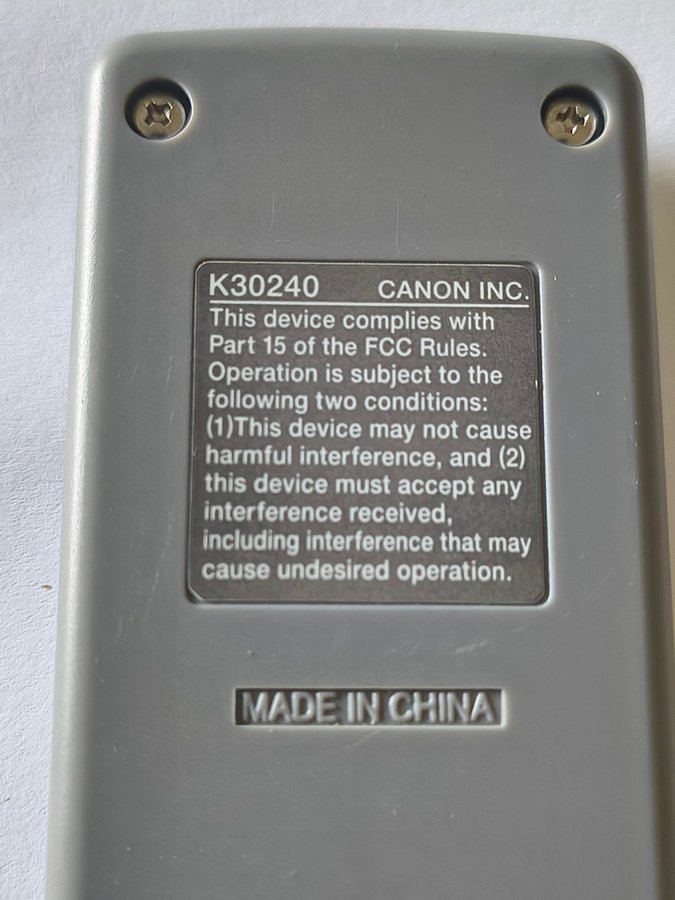 K30240 CANON INC.
This device complies with
Part 15 of the FCC Rules.
Operation is subject to the
following two conditions:
(1)This device may not cause
harmful interference, and (2)
this device must accept any
interference received,
including interference that may
cause undesired operation.
MADE IN CHINA